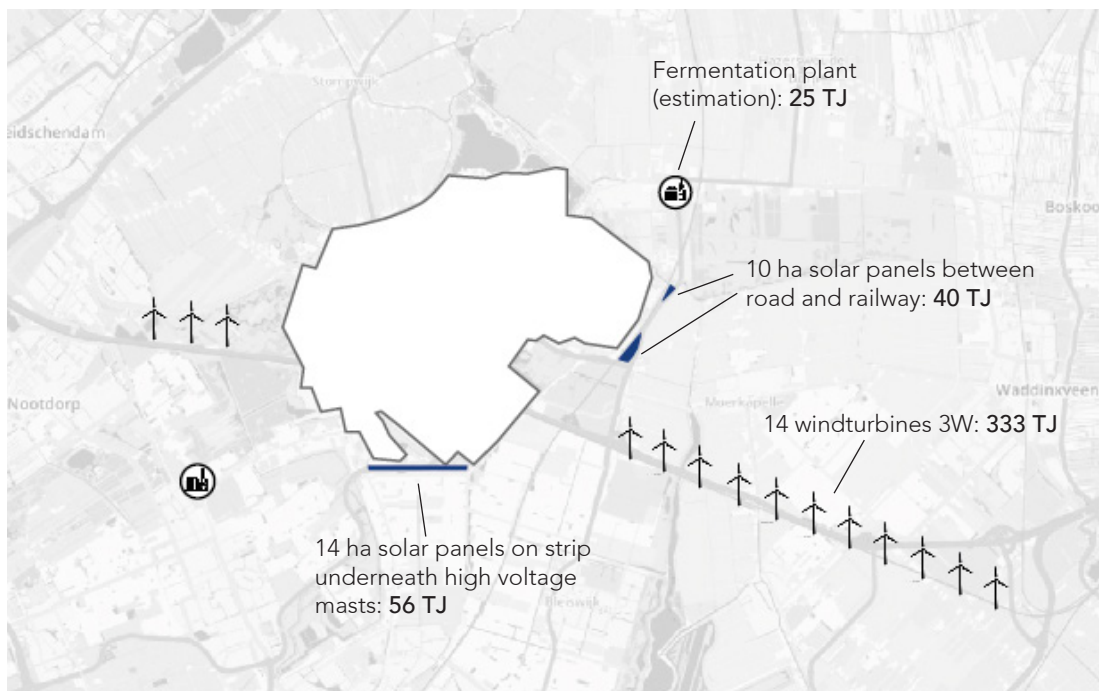 Fermentation plant
(estimation): 25 TJ
Stompwijk
eidschendam
Boskoo
10 ha solar panels between
road and railway: 40 TJ
Waddinxveen
Nootdorp
Moerkapelle
14 windturbines 3W: 333 TJ
14 ha solar panels on strip
underneath high voltage
masts: 56 TJ
Bleiswijk